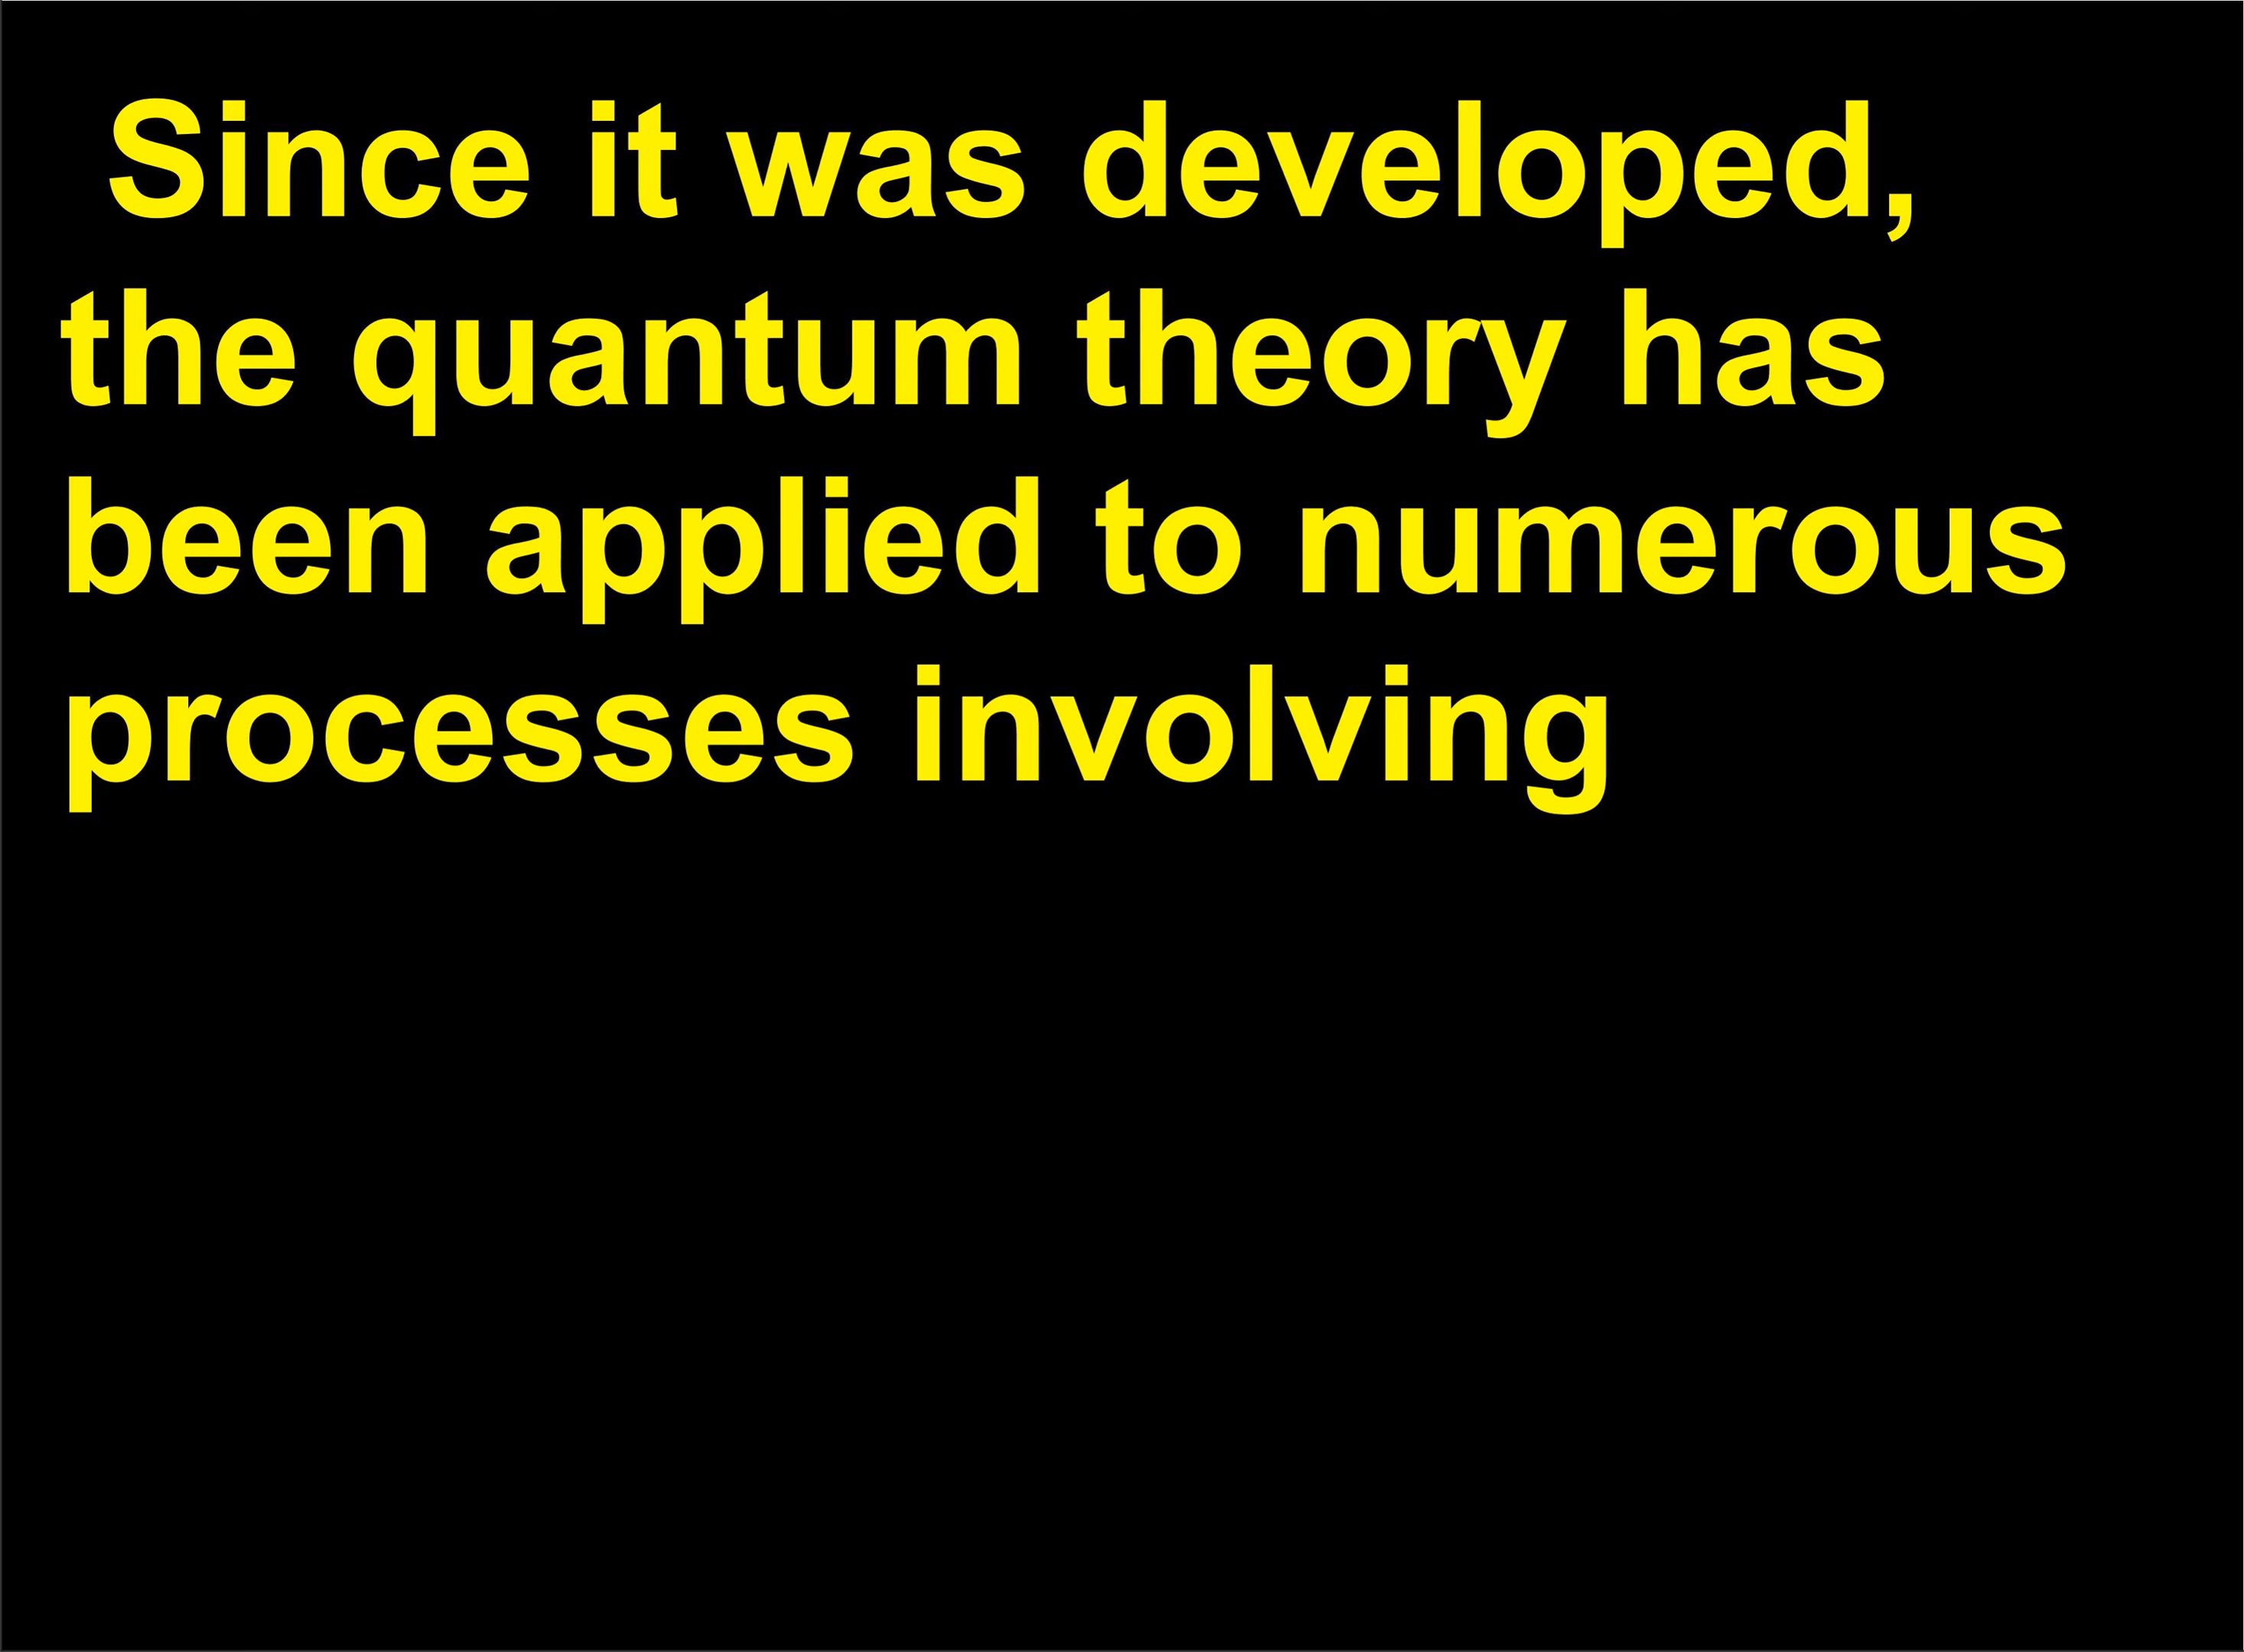 Since it was developed,
the quantum theory has
been applied to numerous
processes involving